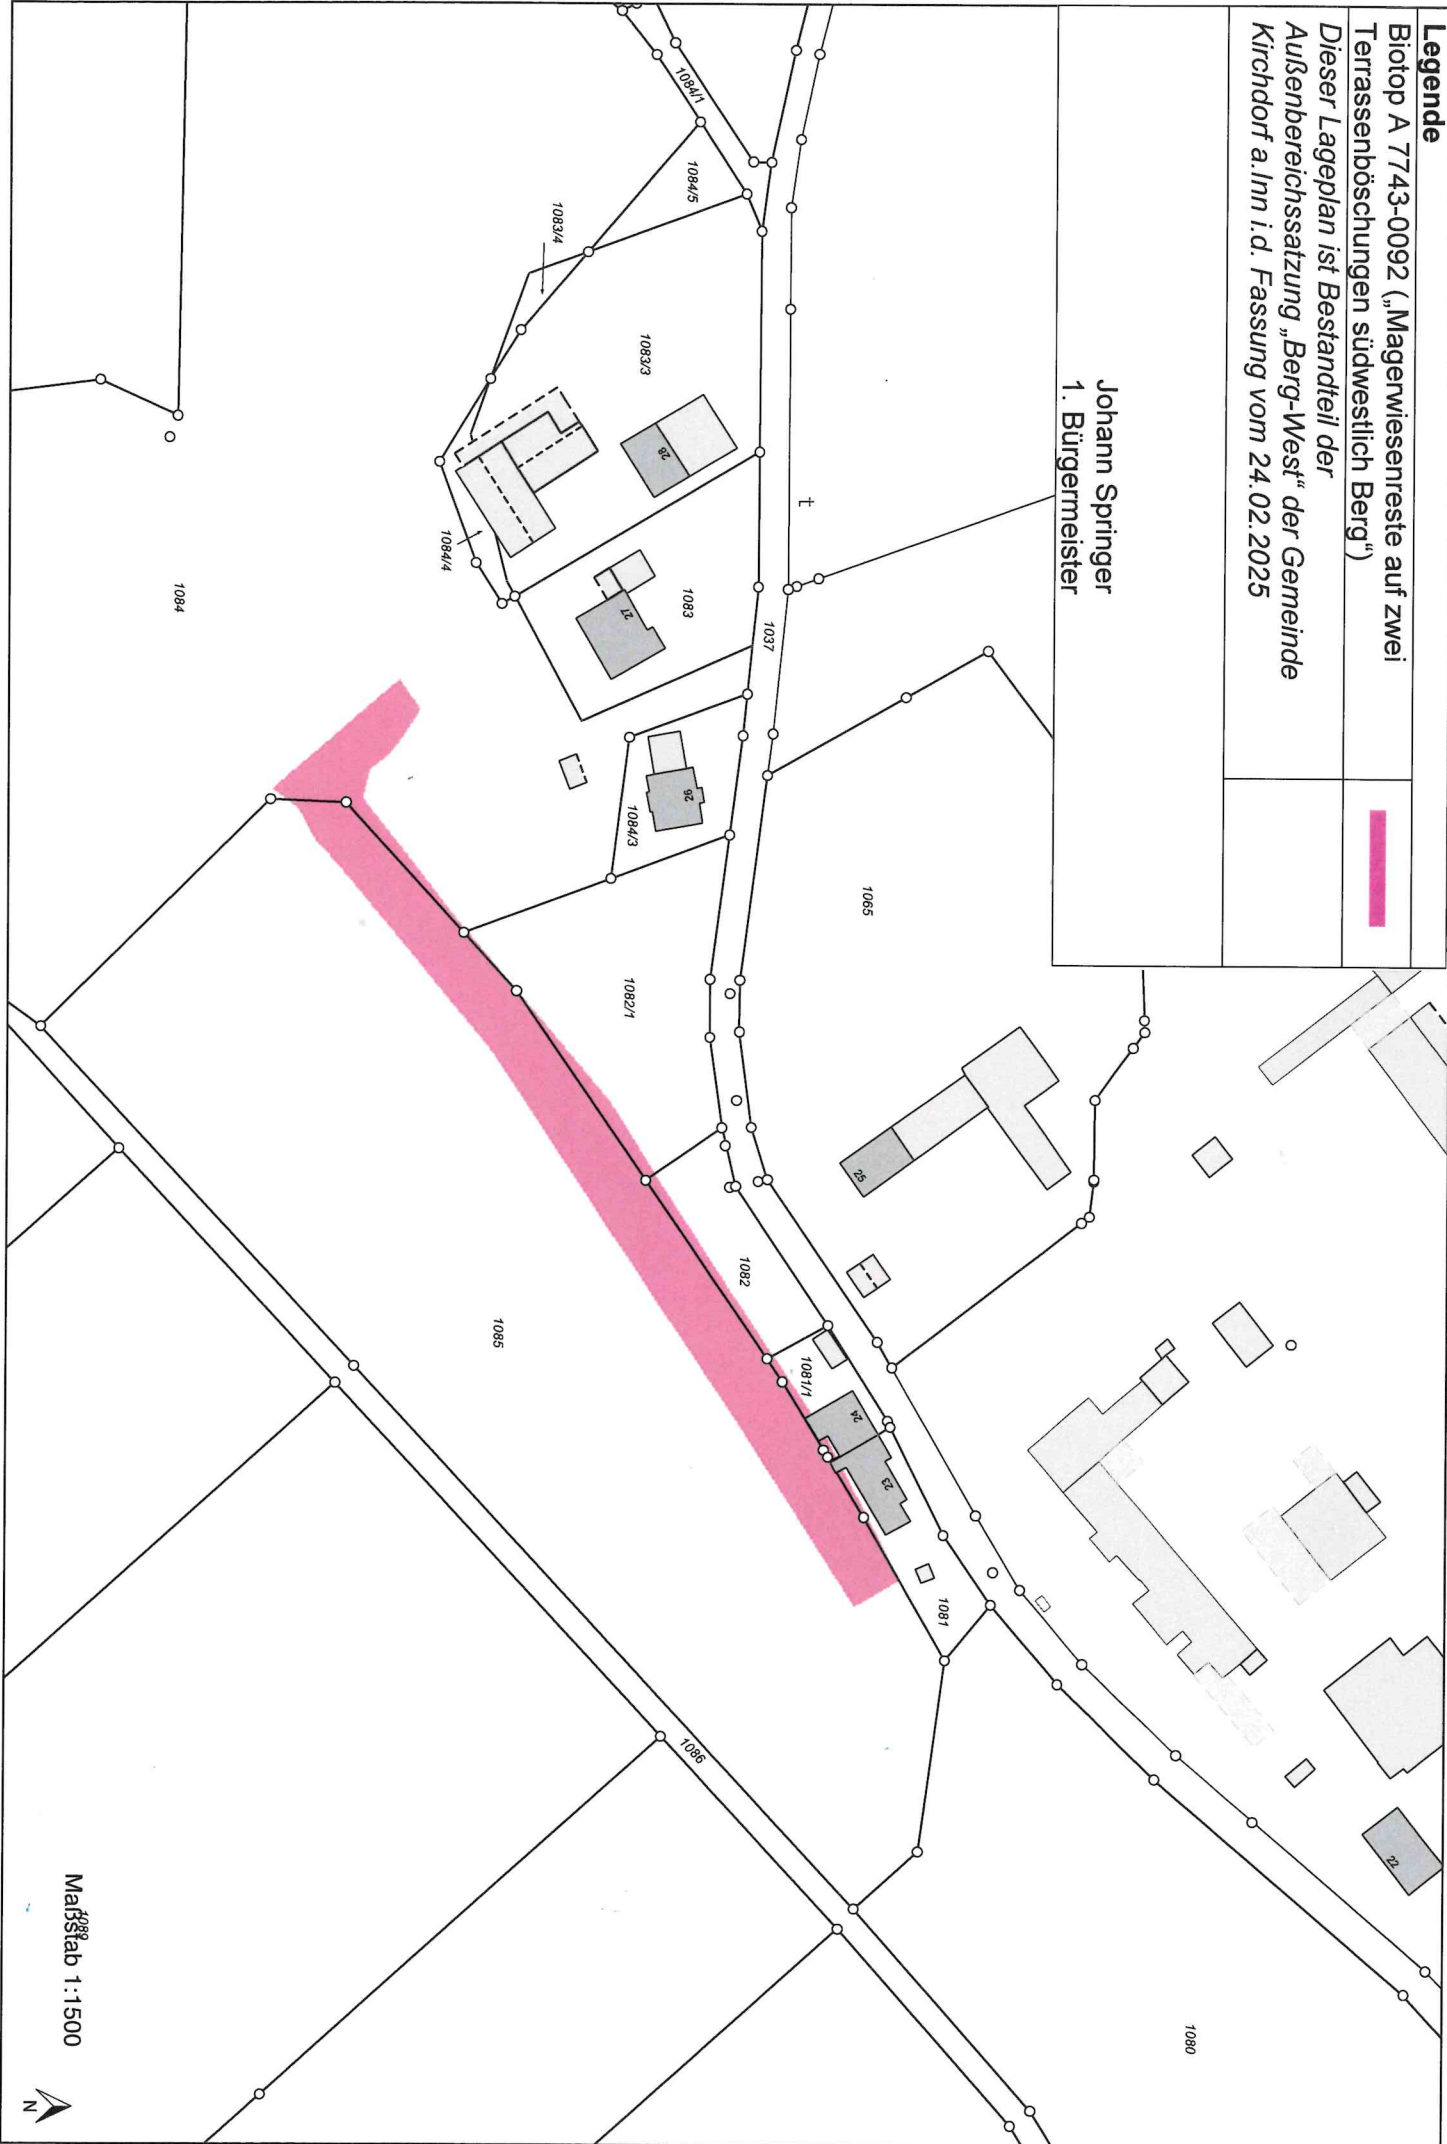 Legende
Biotop A 7743-0092 („Magerwiesenreste auf zwei
Terrassenböschungen südwestlich Berg“)
Dieser Lageplan ist Bestandteil der
Außenbereichssatzung „Berg-West“ der Gemeinde
Kirchdorf a.Inn i.d. Fassung vom 24.02.2025
Johann Springer
1. Bürgermeister
1084/1
1084/5
1083/4
1083/3
28
1084/4
1084
1083
27
1037
26
1084/3
1065
1082/1
25
1082
1085
1081/1
24
23
1081
1086
22
1080
1089
Maßstab 1:1500
N